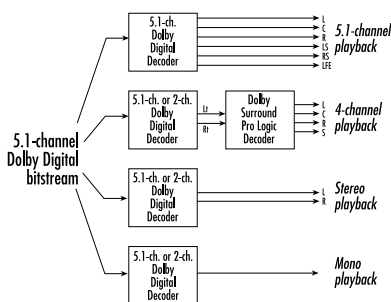 5.1-channel
Dolby Digital
bitstream
5.1-ch.
Dolby
Digital
Decoder
L
C
R
LS
RS
LFE
5.1-channel
playback
5.1-ch. or 2-ch.
Dolby
Digital
Decoder
Lt
Rt
Dolby
Surround
Pro Logic
Decoder
L
C
R
S
4-channel
playback
5.1-ch. or 2-ch.
Dolby
Digital
Decoder
L
R
Stereo
playback
5.1-ch. or 2-ch.
Dolby
Digital
Decoder
Mono
playback